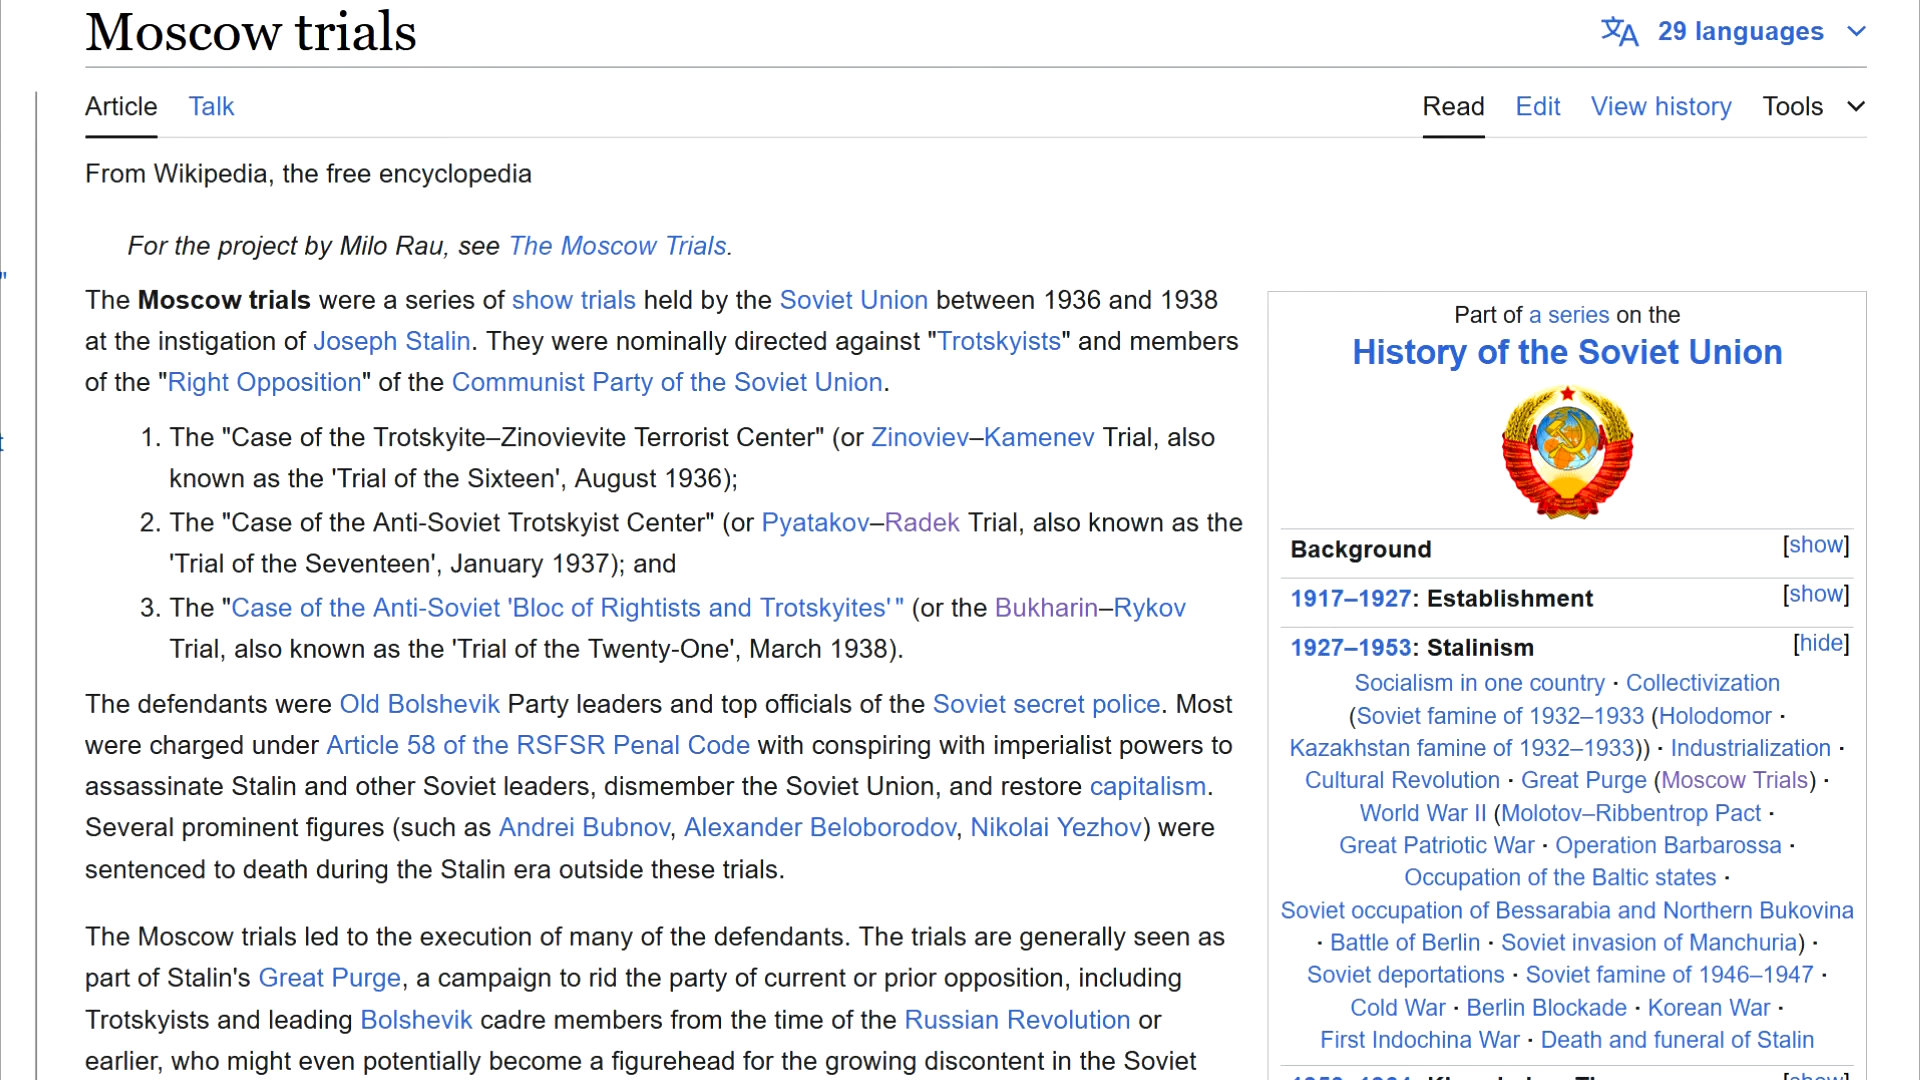 Moscow trials
29 languages
Article Talk
Read Edit View history Tools
From Wikipedia, the free encyclopedia
For the project by Milo Rau, see The Moscow Trials.
The Moscow trials were a series of show trials held by the Soviet Union between 1936 and 1938
at the instigation of Joseph Stalin. They were nominally directed against "Trotskyists" and members
of the "Right Opposition" of the Communist Party of the Soviet Union.
1. The "Case of the Trotskyite–Zinovievite Terrorist Center" (or Zinoviev–Kamenev Trial, also
known as the 'Trial of the Sixteen', August 1936);
2. The "Case of the Anti-Soviet Trotskyist Center" (or Pyatakov–Radek Trial, also known as the
'Trial of the Seventeen', January 1937); and
3. The "Case of the Anti-Soviet 'Bloc of Rightists and Trotskyites'" (or the Bukharin–Rykov
Trial, also known as the 'Trial of the Twenty-One', March 1938).
The defendants were Old Bolshevik Party leaders and top officials of the Soviet secret police. Most
were charged under Article 58 of the RSFSR Penal Code with conspiring with imperialist powers to
assassinate Stalin and other Soviet leaders, dismember the Soviet Union, and restore capitalism.
Several prominent figures (such as Andrei Bubnov, Alexander Beloborodov, Nikolai Yezhov) were
sentenced to death during the Stalin era outside these trials.
The Moscow trials led to the execution of many of the defendants. The trials are generally seen as
part of Stalin's Great Purge, a campaign to rid the party of current or prior opposition, including
Trotskyists and leading Bolshevik cadre members from the time of the Russian Revolution or
earlier, who might even potentially become a figurehead for the growing discontent in the Soviet
Part of a series on the
History of the Soviet Union
Background [show]
1917–1927: Establishment [show]
1927–1953: Stalinism [hide]
Socialism in one country · Collectivization
(Soviet famine of 1932–1933 (Holodomor ·
Kazakhstan famine of 1932–1933)) · Industrialization ·
Cultural Revolution · Great Purge (Moscow Trials) ·
World War II (Molotov–Ribbentrop Pact ·
Great Patriotic War · Operation Barbarossa ·
Occupation of the Baltic states ·
Soviet occupation of Bessarabia and Northern Bukovina
· Battle of Berlin · Soviet invasion of Manchuria) ·
Soviet deportations · Soviet famine of 1946–1947 ·
Cold War · Berlin Blockade · Korean War ·
First Indochina War · Death and funeral of Stalin